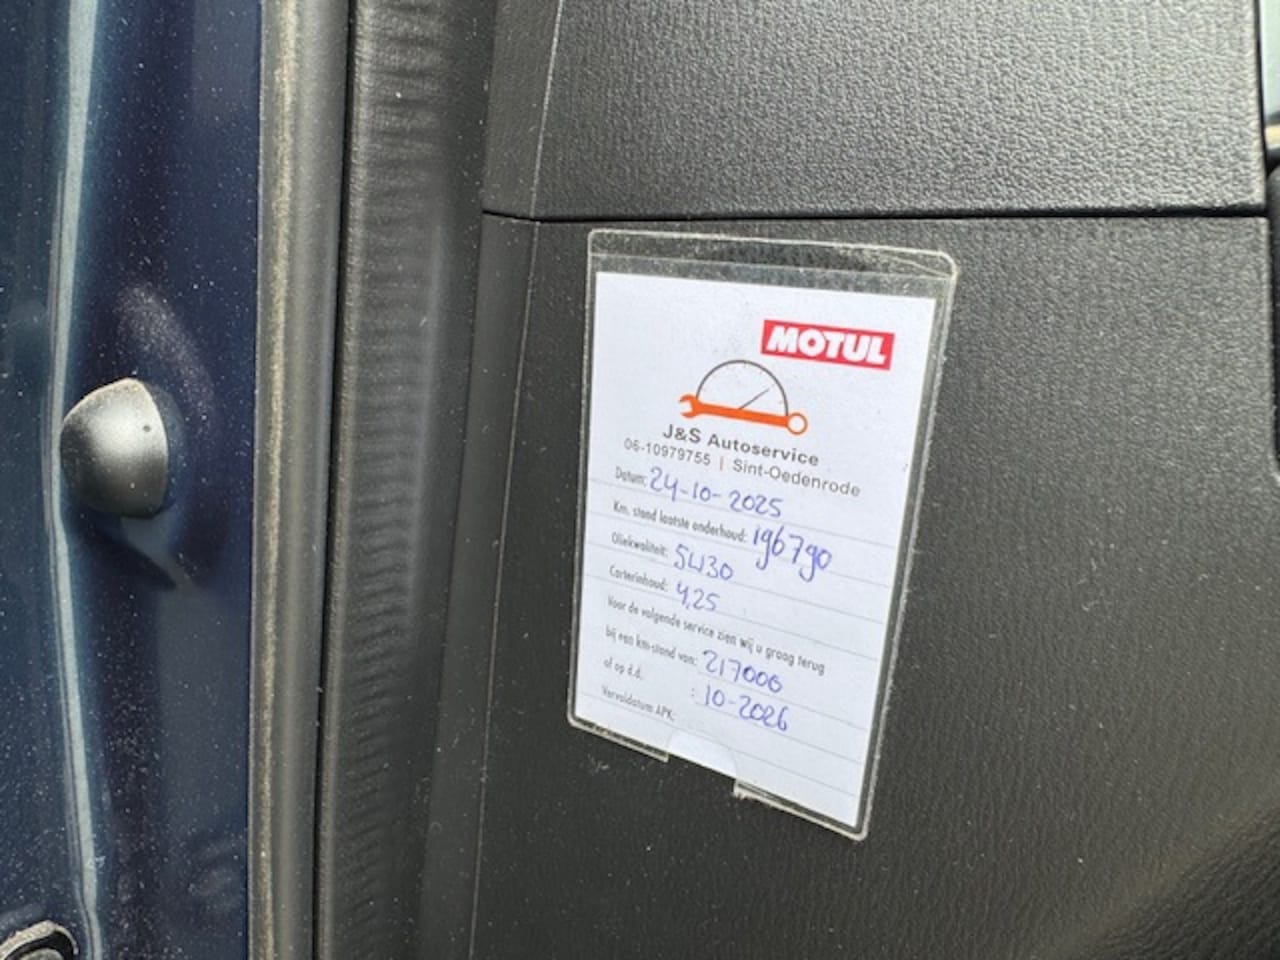 MOTUL
J&S Autoservice
06-10979755 | Sint-Oedenrode
Datum: 24-10-2025
Km. stand laatste onderhoud: 196790
Oliekwaliteit: 5W30
Carterinhoud: 4,25
Voor de volgende service zien wij u graag terug
bij een km-stand van: 217000
of op d.d. : 10-2026
Vervaldatum APK: